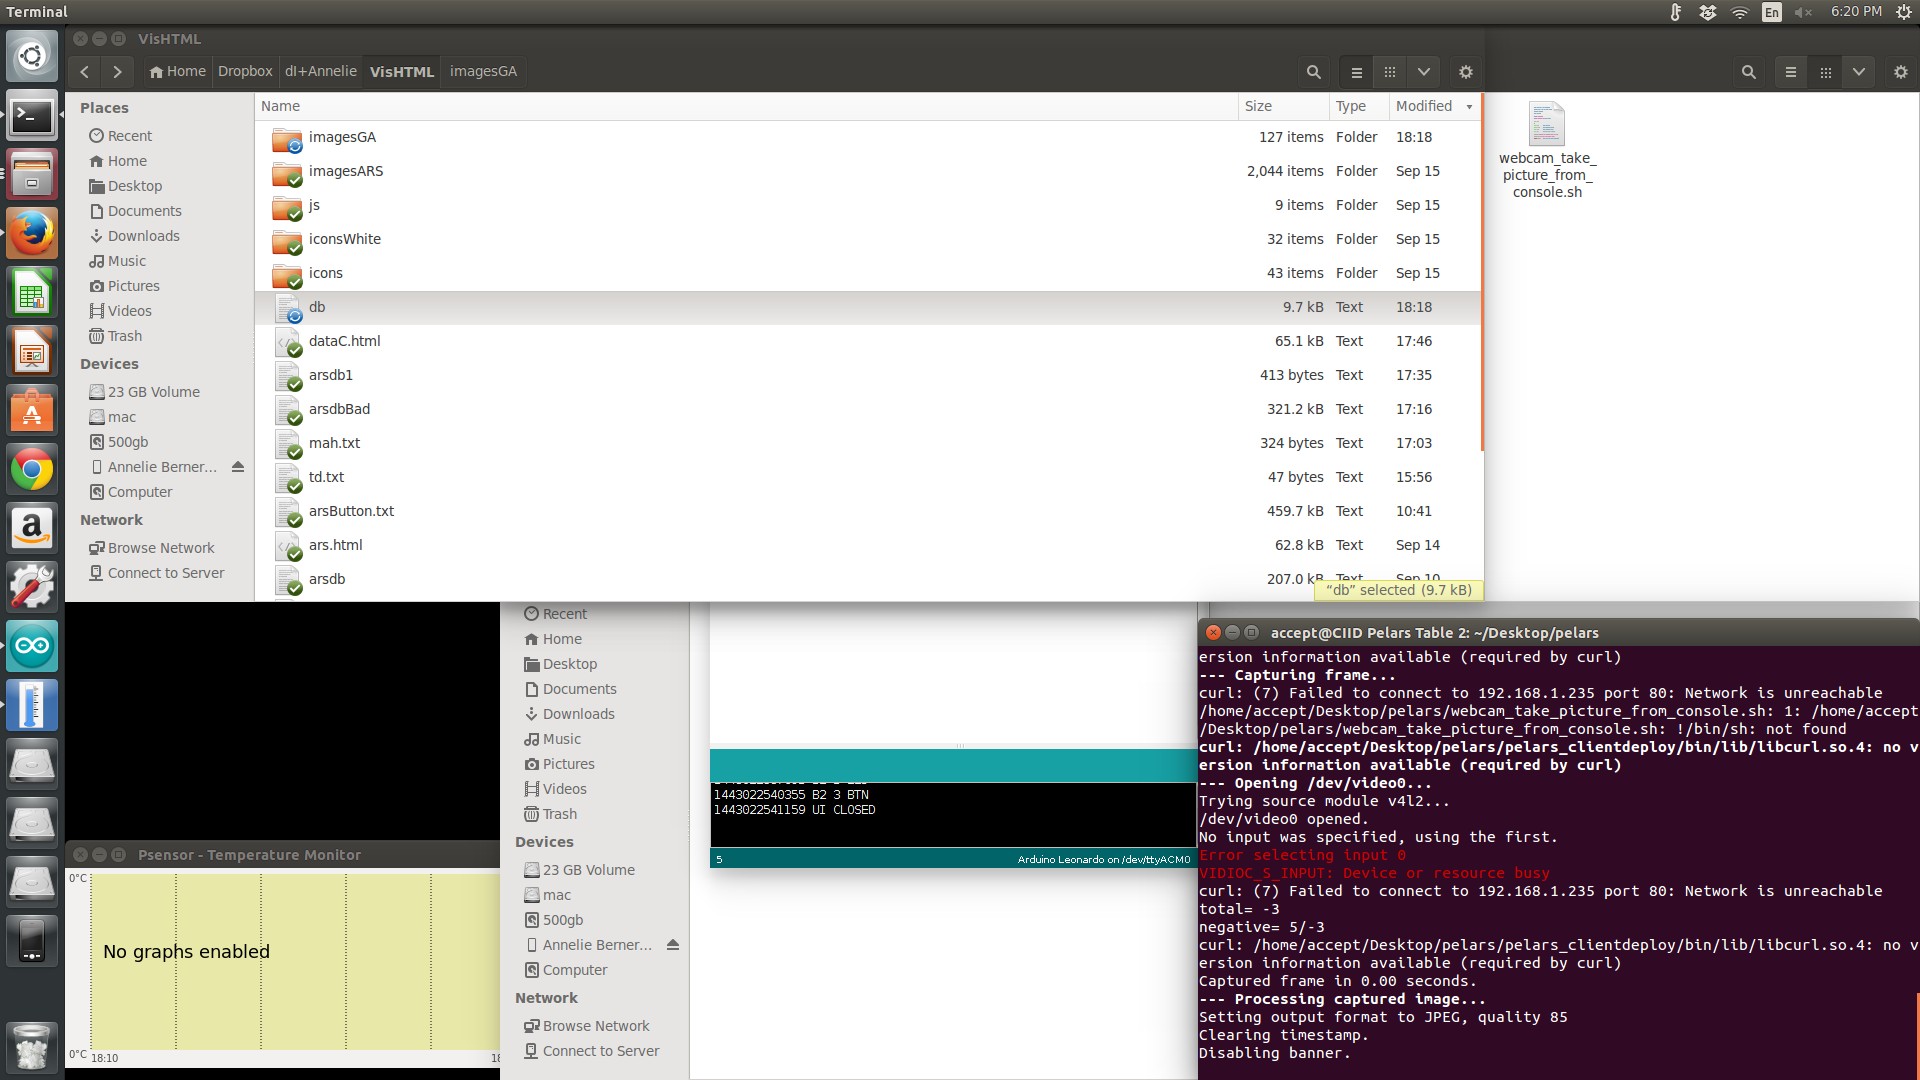 Terminal
En
6:20 PM
VisHTML
Home
Dropbox
dI+Annelie
VisHTML
imagesGA
Places
Recent
Home
Desktop
Documents
Downloads
Music
Pictures
Videos
Trash
Devices
23 GB Volume
mac
500gb
Annelie Berner...
Computer
Network
Browse Network
Connect to Server
Name Size Type Modified
imagesGA 127 items Folder 18:18
imagesARS 2,044 items Folder Sep 15
js 9 items Folder Sep 15
iconsWhite 32 items Folder Sep 15
icons 43 items Folder Sep 15
db 9.7 kB Text 18:18
dataC.html 65.1 kB Text 17:46
arsdb1 413 bytes Text 17:35
arsdbBad 321.2 kB Text 17:16
mah.txt 324 bytes Text 17:03
td.txt 47 bytes Text 15:56
arsButton.txt 459.7 kB Text 10:41
ars.html 62.8 kB Text Sep 14
arsdb 207.0 kB Text Sep 10
“db” selected (9.7 kB)
webcam_take_
picture_from_
console.sh
Psensor - Temperature Monitor
0°C
No graphs enabled
0°C
18:10
Recent
Home
Desktop
Documents
Downloads
Music
Pictures
Videos
Trash
Devices
23 GB Volume
mac
500gb
Annelie Berner...
Computer
Network
Browse Network
Connect to Server
1443022540355 B2 3 BTN
1443022541159 UI CLOSED
5 Arduino Leonardo on /dev/ttyACM0
accept@CIID Pelars Table 2: ~/Desktop/pelars
ersion information available (required by curl)
--- Capturing frame...
curl: (7) Failed to connect to 192.168.1.235 port 80: Network is unreachable
/home/accept/Desktop/pelars/webcam_take_picture_from_console.sh: 1: /home/accept
/Desktop/pelars/webcam_take_picture_from_console.sh: !/bin/sh: not found
curl: /home/accept/Desktop/pelars/pelars_clientdeploy/bin/lib/libcurl.so.4: no v
ersion information available (required by curl)
--- Opening /dev/video0...
Trying source module v4l2...
/dev/video0 opened.
No input was specified, using the first.
Error selecting input 0
VIDIOC_S_INPUT: Device or resource busy
curl: (7) Failed to connect to 192.168.1.235 port 80: Network is unreachable
total= -3
negative= 5/-3
curl: /home/accept/Desktop/pelars/pelars_clientdeploy/bin/lib/libcurl.so.4: no v
ersion information available (required by curl)
Captured frame in 0.00 seconds.
--- Processing captured image...
Setting output format to JPEG, quality 85
Clearing timestamp.
Disabling banner.